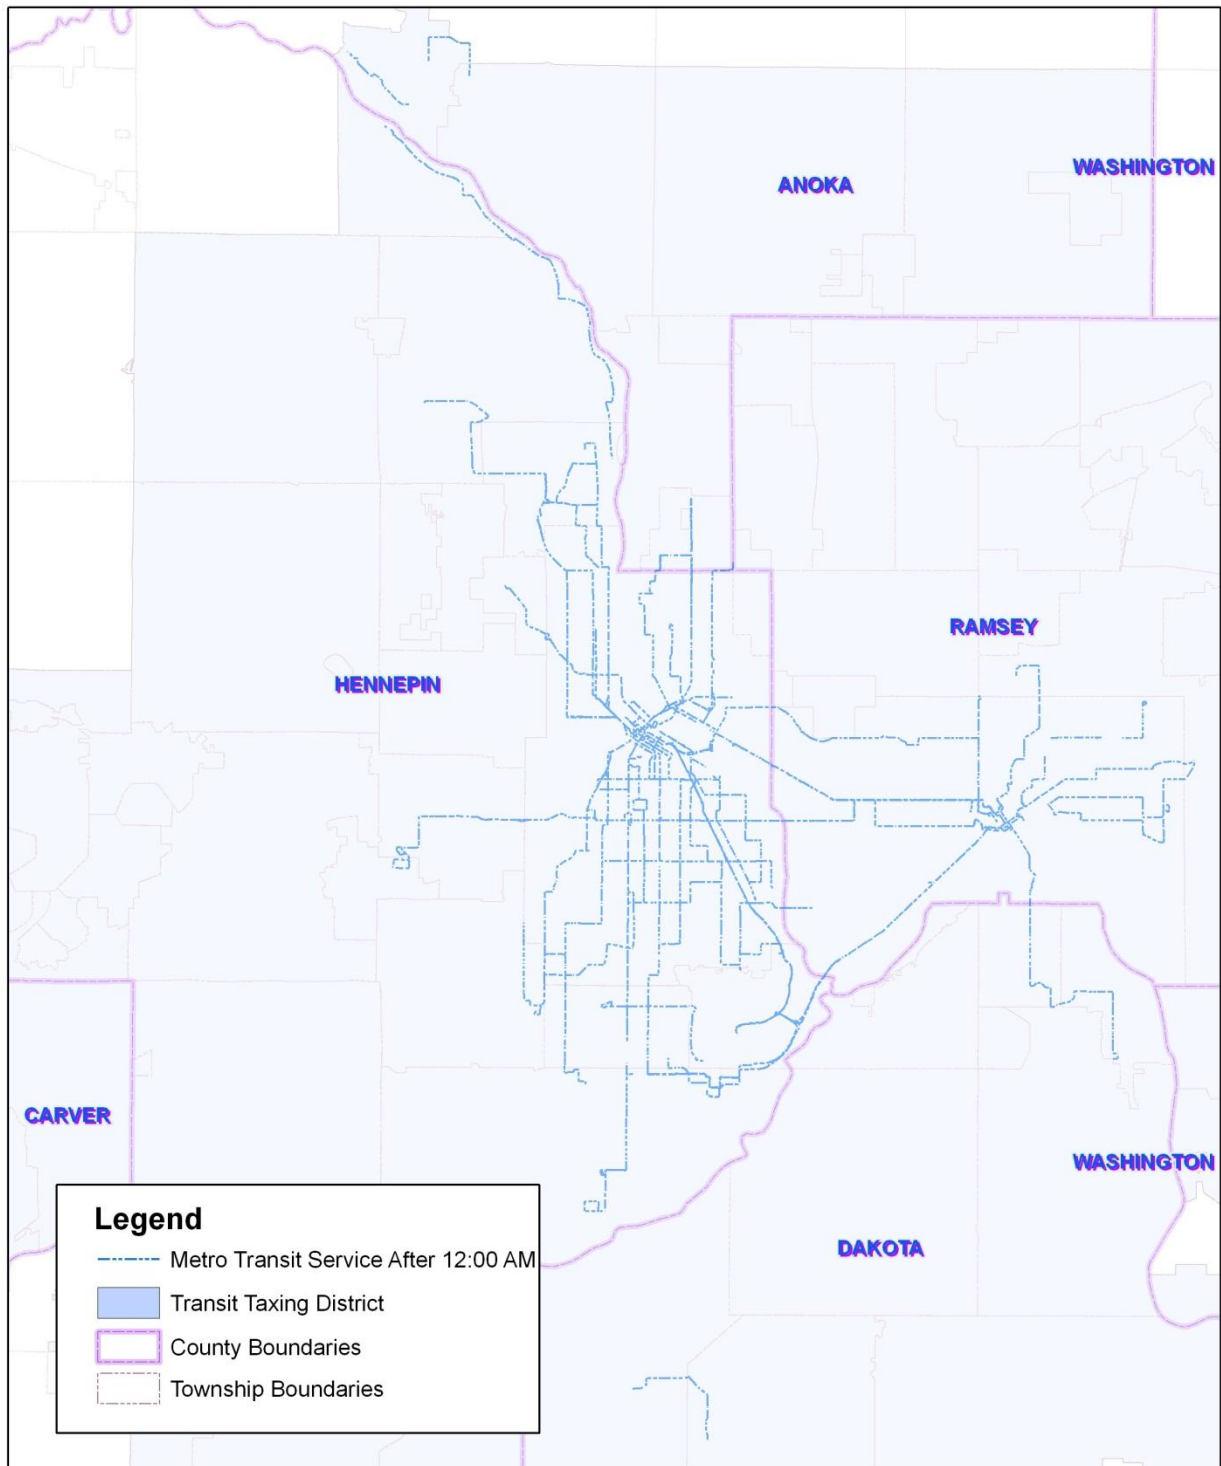 WASHINGTON
ANOKA
RAMSEY
HENNEPIN
CARVER
WASHINGTON
DAKOTA
Legend
Metro Transit Service After 12:00 AM
Transit Taxing District
County Boundaries
Township Boundaries